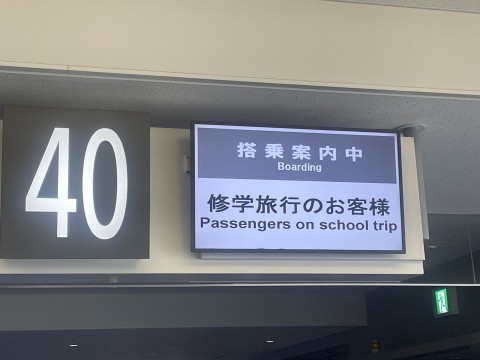 40
搭乗案内中
Boarding
修学旅行のお客様
Passengers on school trip